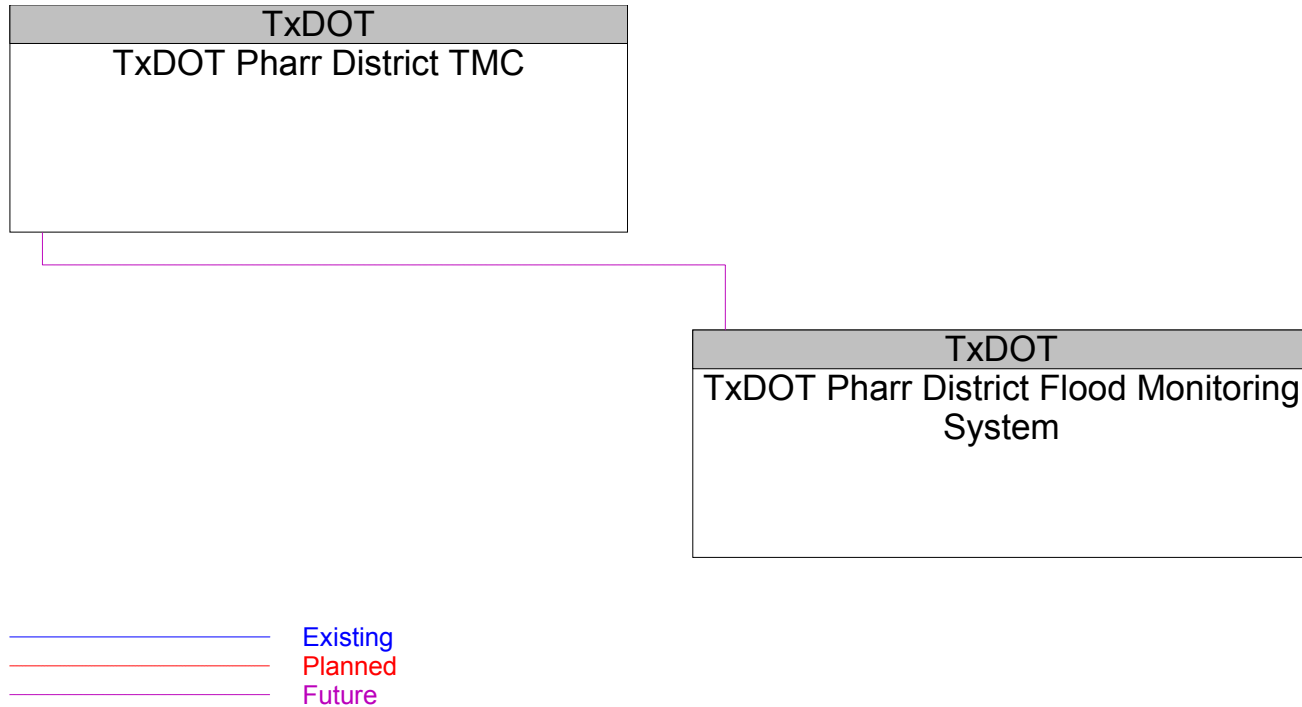 TxDOT
TxDOT Pharr District TMC
TxDOT
TxDOT Pharr District Flood Monitoring
System
Existing
Planned
Future